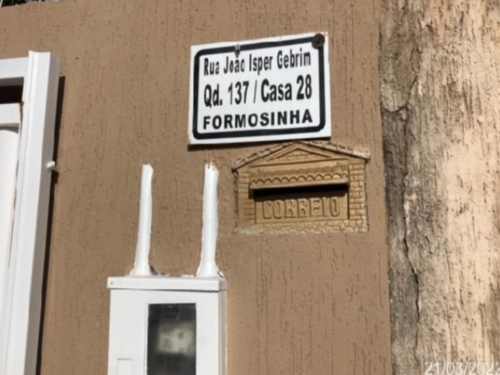 Rua João Isper Gebrim
Qd. 137 / Casa 28
FORMOSINHA
CORREIO